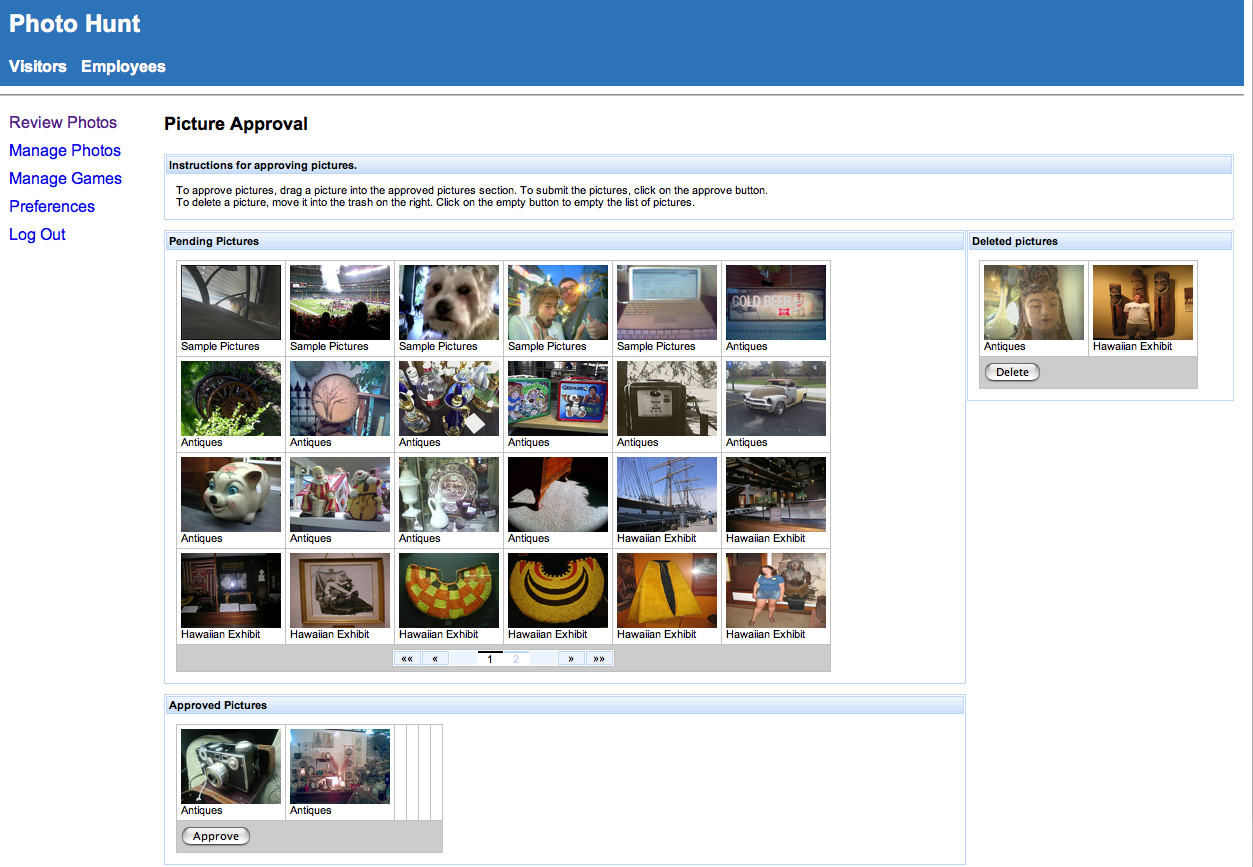 Photo Hunt
Visitors Employees
Review Photos
Manage Photos
Manage Games
Preferences
Log Out
Picture Approval
Instructions for approving pictures.
To approve pictures, drag a picture into the approved pictures section. To submit the pictures, click on the approve button.
To delete a picture, move it into the trash on the right. Click on the empty button to empty the list of pictures.
Pending Pictures
COLD BEER
Sample Pictures Sample Pictures Sample Pictures Sample Pictures Sample Pictures Antiques
GREMLINS
Antiques Antiques Antiques Antiques Antiques Antiques
Antiques Antiques Antiques Antiques Hawaiian Exhibit Hawaiian Exhibit
Hawaiian Exhibit Hawaiian Exhibit Hawaiian Exhibit Hawaiian Exhibit Hawaiian Exhibit Hawaiian Exhibit
«« « 1 2 » »»
Deleted pictures
Antiques Hawaiian Exhibit
Delete
Approved Pictures
Antiques Antiques
Approve